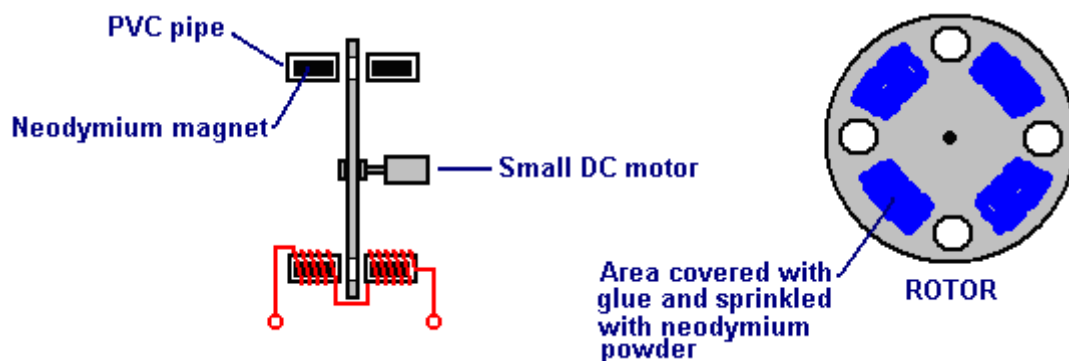 PVC pipe
Neodymium magnet
Small DC motor
Area covered with
glue and sprinkled
with neodymium
powder
ROTOR